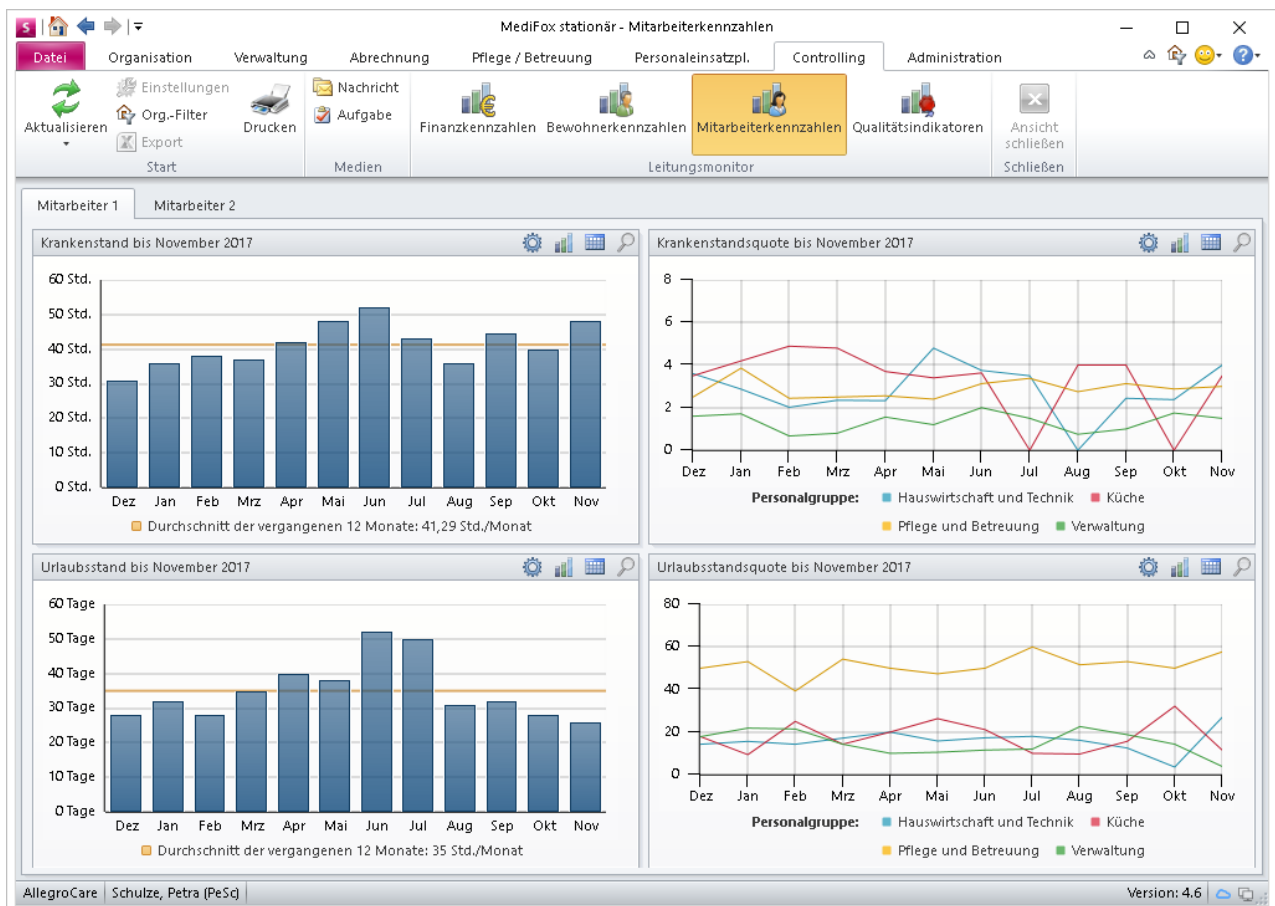 S
MediFox stationär - Mitarbeiterkennzahlen
Datei Organisation Verwaltung Abrechnung Pflege / Betreuung Personaleinsatzpl. Controlling Administration
Aktualisieren
Einstellungen
Org.-Filter
Export
Drucken
Start
Nachricht
Aufgabe
Medien
Finanzkennzahlen Bewohnerkennzahlen Mitarbeiterkennzahlen Qualitätsindikatoren
Leitungsmonitor
Ansicht
schließen
Schließen
Mitarbeiter 1 Mitarbeiter 2
Krankenstand bis November 2017
60 Std.
50 Std.
40 Std.
30 Std.
20 Std.
10 Std.
0 Std.
Dez Jan Feb Mrz Apr Mai Jun Jul Aug Sep Okt Nov
Durchschnitt der vergangenen 12 Monate: 41,29 Std./Monat
Krankenstandsquote bis November 2017
8
6
4
2
0
Dez Jan Feb Mrz Apr Mai Jun Jul Aug Sep Okt Nov
Personalgruppe: Hauswirtschaft und Technik Küche
Pflege und Betreuung Verwaltung
Urlaubsstand bis November 2017
60 Tage
50 Tage
40 Tage
30 Tage
20 Tage
10 Tage
0 Tage
Dez Jan Feb Mrz Apr Mai Jun Jul Aug Sep Okt Nov
Durchschnitt der vergangenen 12 Monate: 35 Std./Monat
Urlaubsstandsquote bis November 2017
80
60
40
20
0
Dez Jan Feb Mrz Apr Mai Jun Jul Aug Sep Okt Nov
Personalgruppe: Hauswirtschaft und Technik Küche
Pflege und Betreuung Verwaltung
AllegroCare Schulze, Petra (PeSc) Version: 4.6